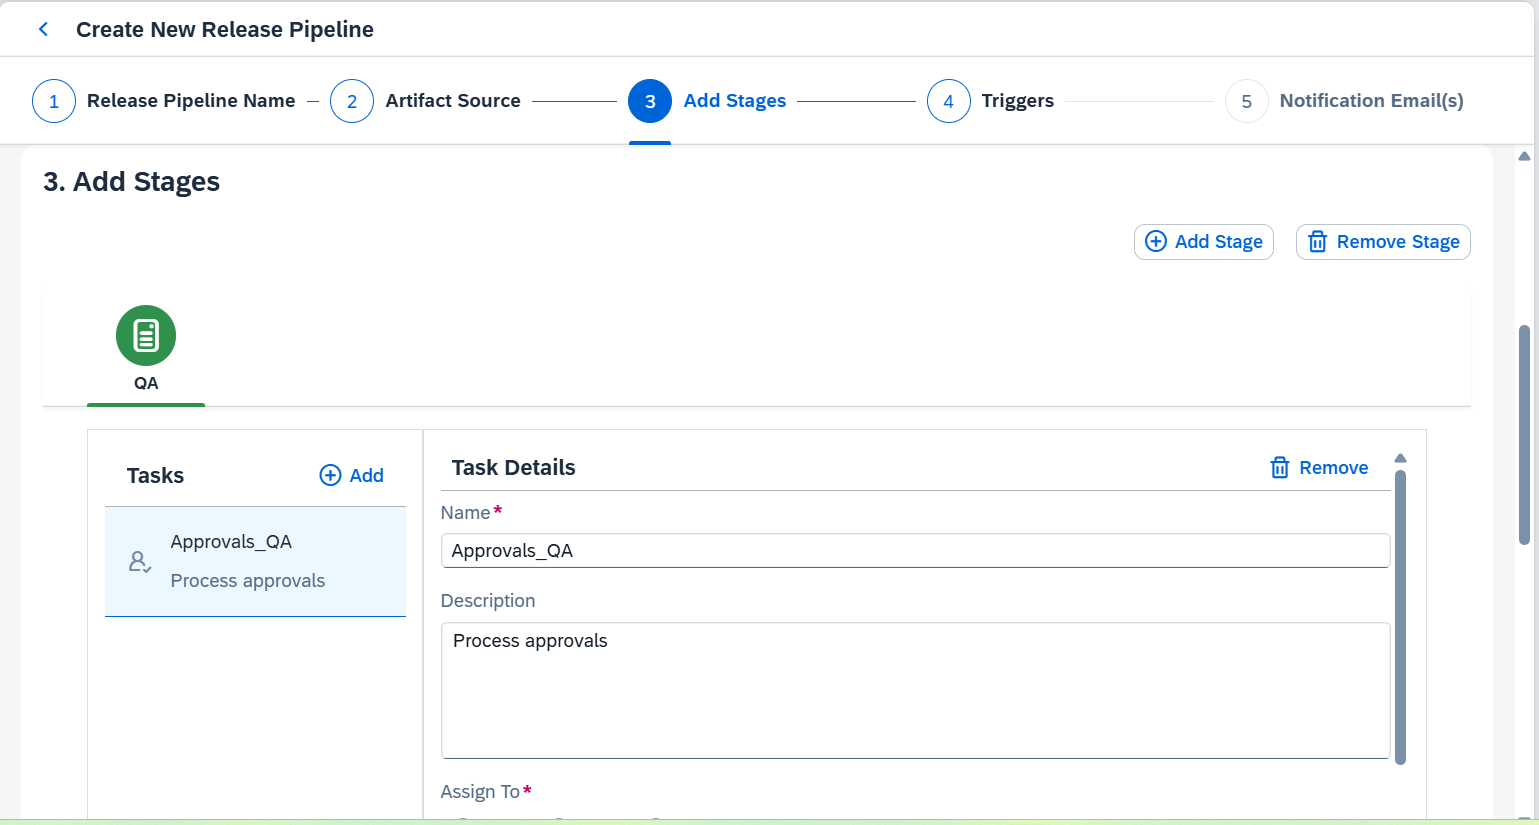 Create New Release Pipeline
1 Release Pipeline Name 2 Artifact Source 3 Add Stages 4 Triggers 5 Notification Email(s)
3. Add Stages
Add Stage Remove Stage
QA
Tasks Add
Approvals_QA
Process approvals
Task Details Remove
Name*
Approvals_QA
Description
Process approvals
Assign To*